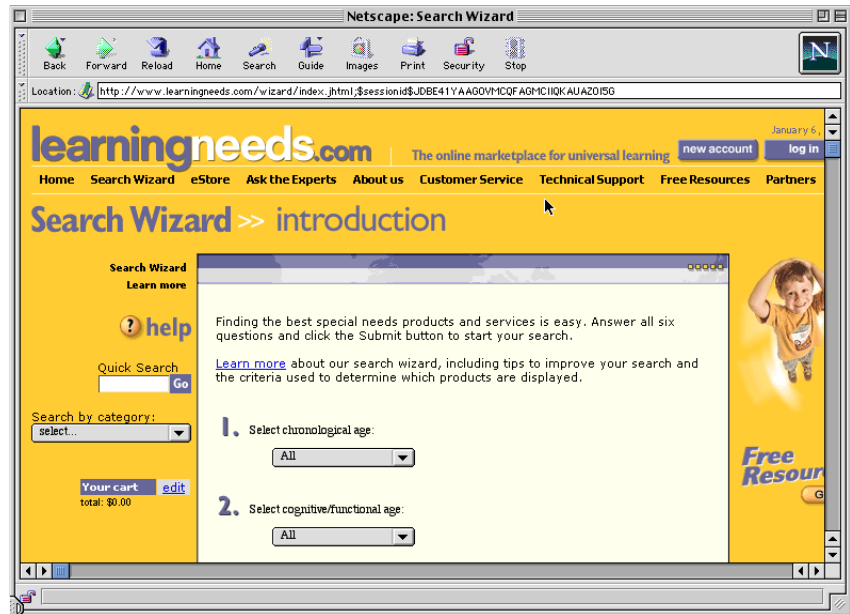 Netscape: Search Wizard
Back Forward Reload Home Search Guide Images Print Security Stop
N
Location: http://www.learningneeds.com/wizard/index.jhtml;$sessionid$JDBE41YAAGOVMCQFAGMCIIQKAUAZOI5G
January 6,
learningneeds.com The online marketplace for universal learning new account log in
Home Search Wizard eStore Ask the Experts About us Customer Service Technical Support Free Resources Partners
Search Wizard >> introduction
Search Wizard
Learn more
? help
Quick Search
Go
Search by category:
select...
Your cart edit
total: $0.00
Finding the best special needs products and services is easy. Answer all six
questions and click the Submit button to start your search.
Learn more about our search wizard, including tips to improve your search and
the criteria used to determine which products are displayed.
1. Select chronological age:
All
2. Select cognitive/functional age:
All
Free
Resour
G